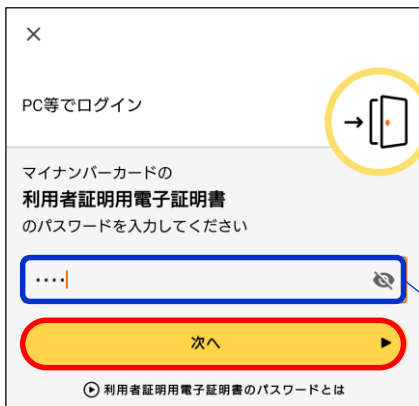 PC等でログイン
マイナンバーカードの
利用者証明用電子証明書
のパスワードを入力してください
····
次へ
利用者証明用電子証明書のパスワードとは